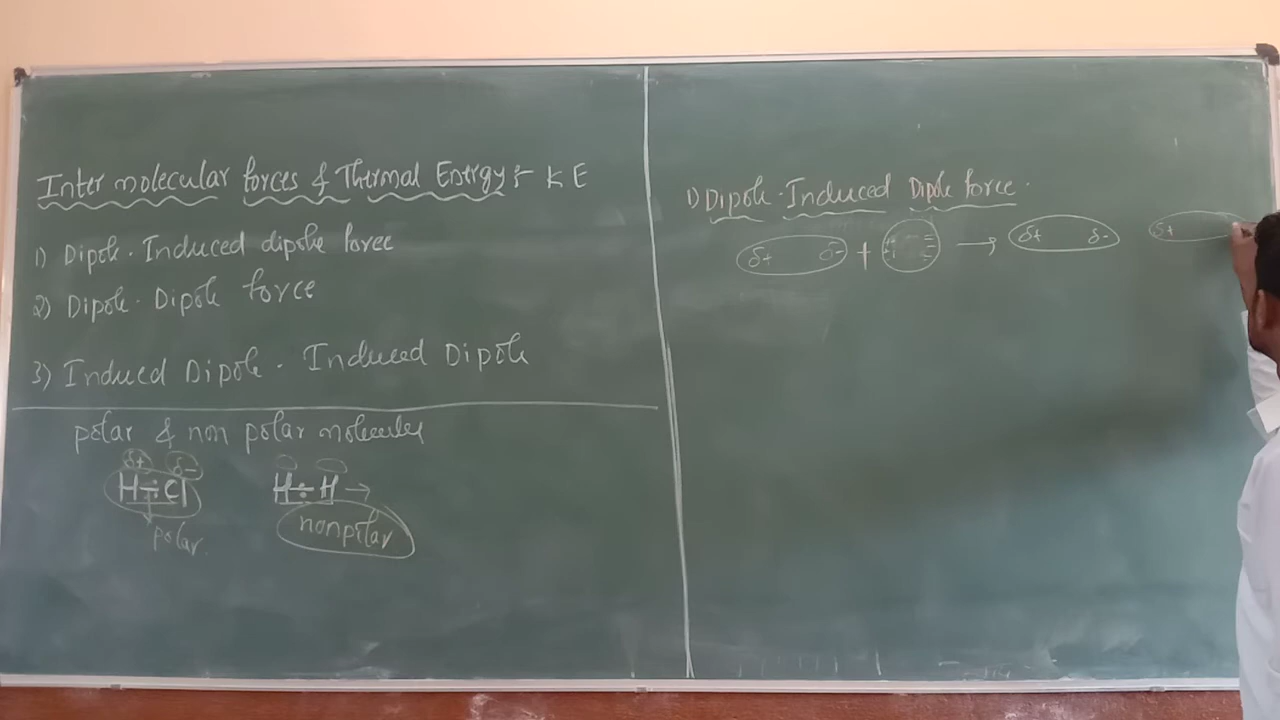 Inter molecular forces & Thermal Energy :- KE
1) Dipole - Induced dipole force
2) Dipole - Dipole force
3) Induced Dipole - Induced Dipole
polar & non polar molecules
δ+ δ-
H÷Cl H÷H →
polar nonpolar
1) Dipole - Induced Dipole force.
δ+ δ- + → δ+ δ- δ+